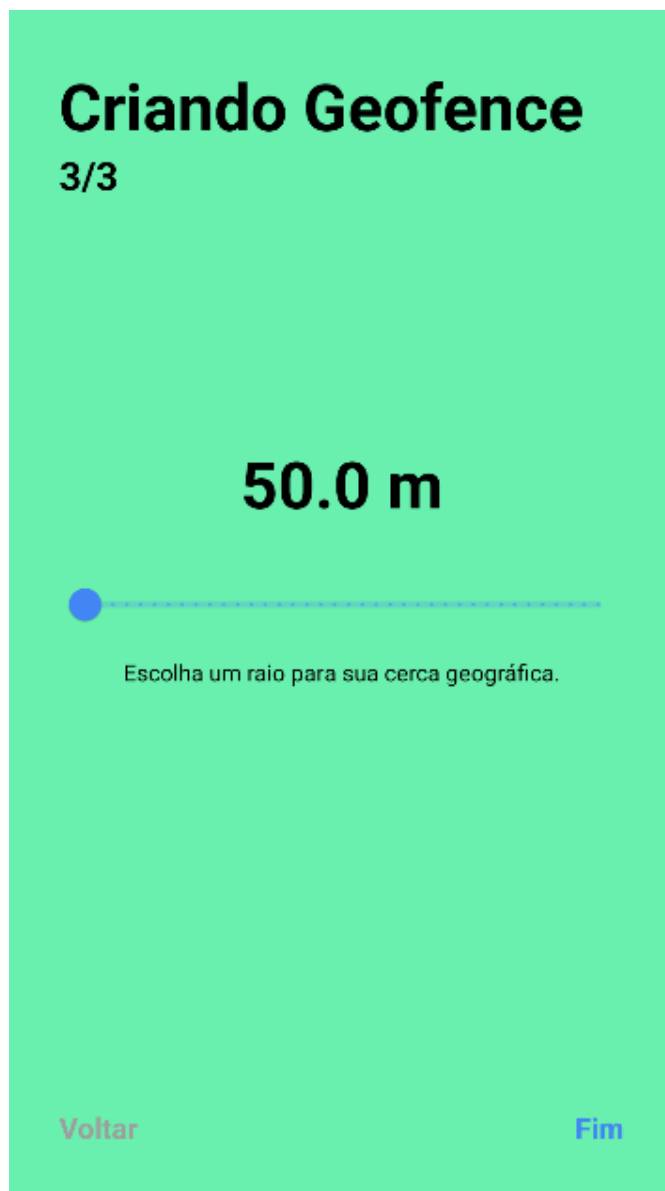 Criando Geofence
3/3
50.0 m
Escolha um raio para sua cerca geográfica.
Voltar
Fim